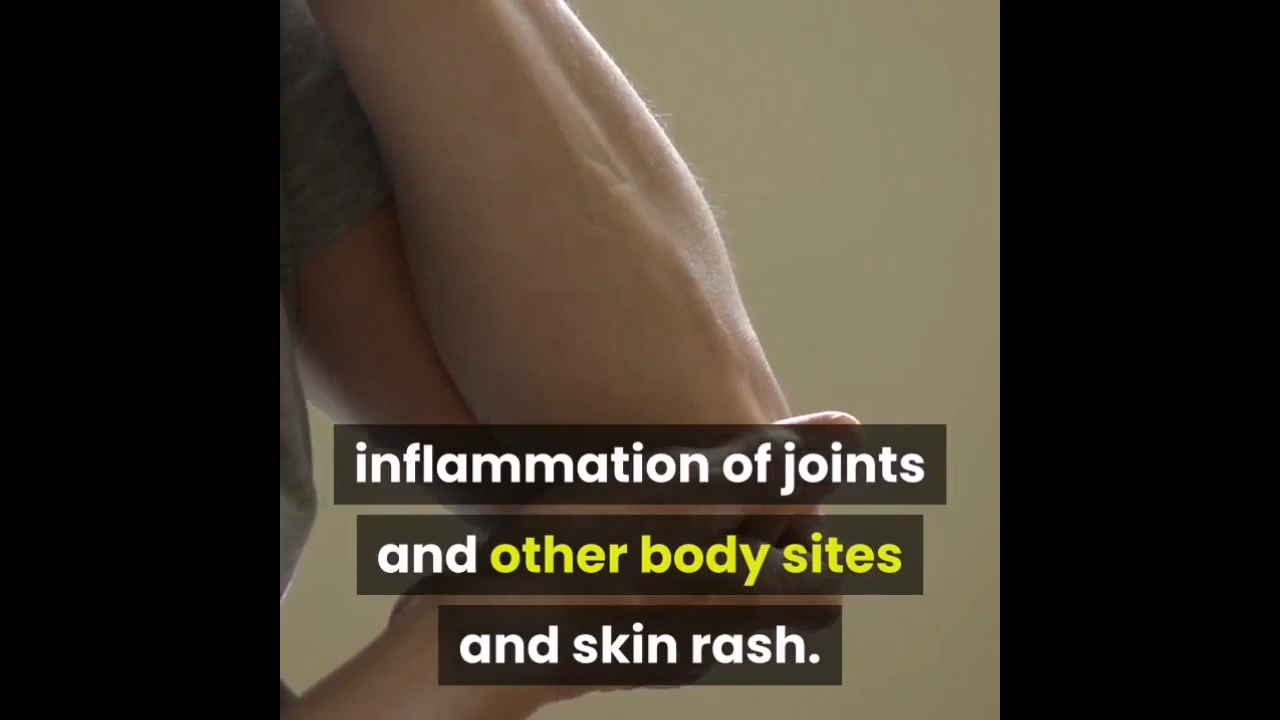 inflammation of joints
and other body sites
and skin rash.